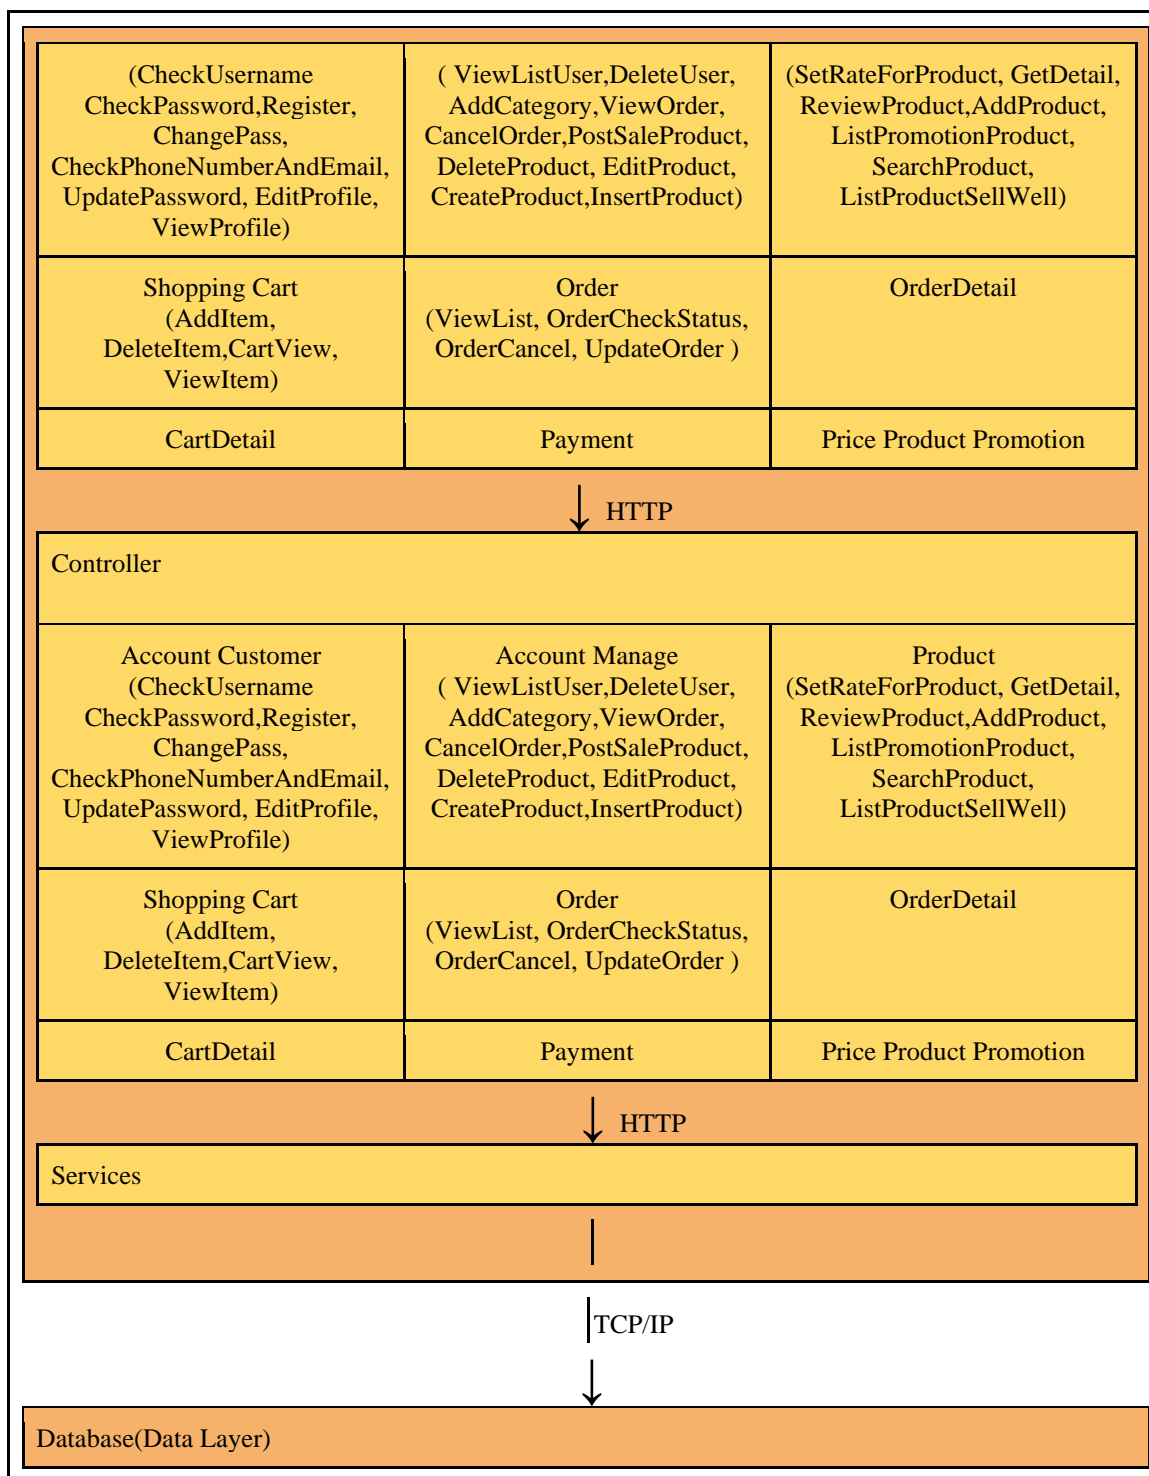 (CheckUsername
CheckPassword,Register,
ChangePass,
CheckPhoneNumberAndEmail,
UpdatePassword, EditProfile,
ViewProfile)
( ViewListUser,DeleteUser,
AddCategory,ViewOrder,
CancelOrder,PostSaleProduct,
DeleteProduct, EditProduct,
CreateProduct,InsertProduct)
(SetRateForProduct, GetDetail,
ReviewProduct,AddProduct,
ListPromotionProduct,
SearchProduct,
ListProductSellWell)
Shopping Cart
(AddItem,
DeleteItem,CartView,
ViewItem)
Order
(ViewList, OrderCheckStatus,
OrderCancel, UpdateOrder )
OrderDetail
CartDetail
Payment
Price Product Promotion
HTTP
Controller
Account Customer
(CheckUsername
CheckPassword,Register,
ChangePass,
CheckPhoneNumberAndEmail,
UpdatePassword, EditProfile,
ViewProfile)
Account Manage
( ViewListUser,DeleteUser,
AddCategory,ViewOrder,
CancelOrder,PostSaleProduct,
DeleteProduct, EditProduct,
CreateProduct,InsertProduct)
Product
(SetRateForProduct, GetDetail,
ReviewProduct,AddProduct,
ListPromotionProduct,
SearchProduct,
ListProductSellWell)
Shopping Cart
(AddItem,
DeleteItem,CartView,
ViewItem)
Order
(ViewList, OrderCheckStatus,
OrderCancel, UpdateOrder )
OrderDetail
CartDetail
Payment
Price Product Promotion
HTTP
Services
TCP/IP
Database(Data Layer)